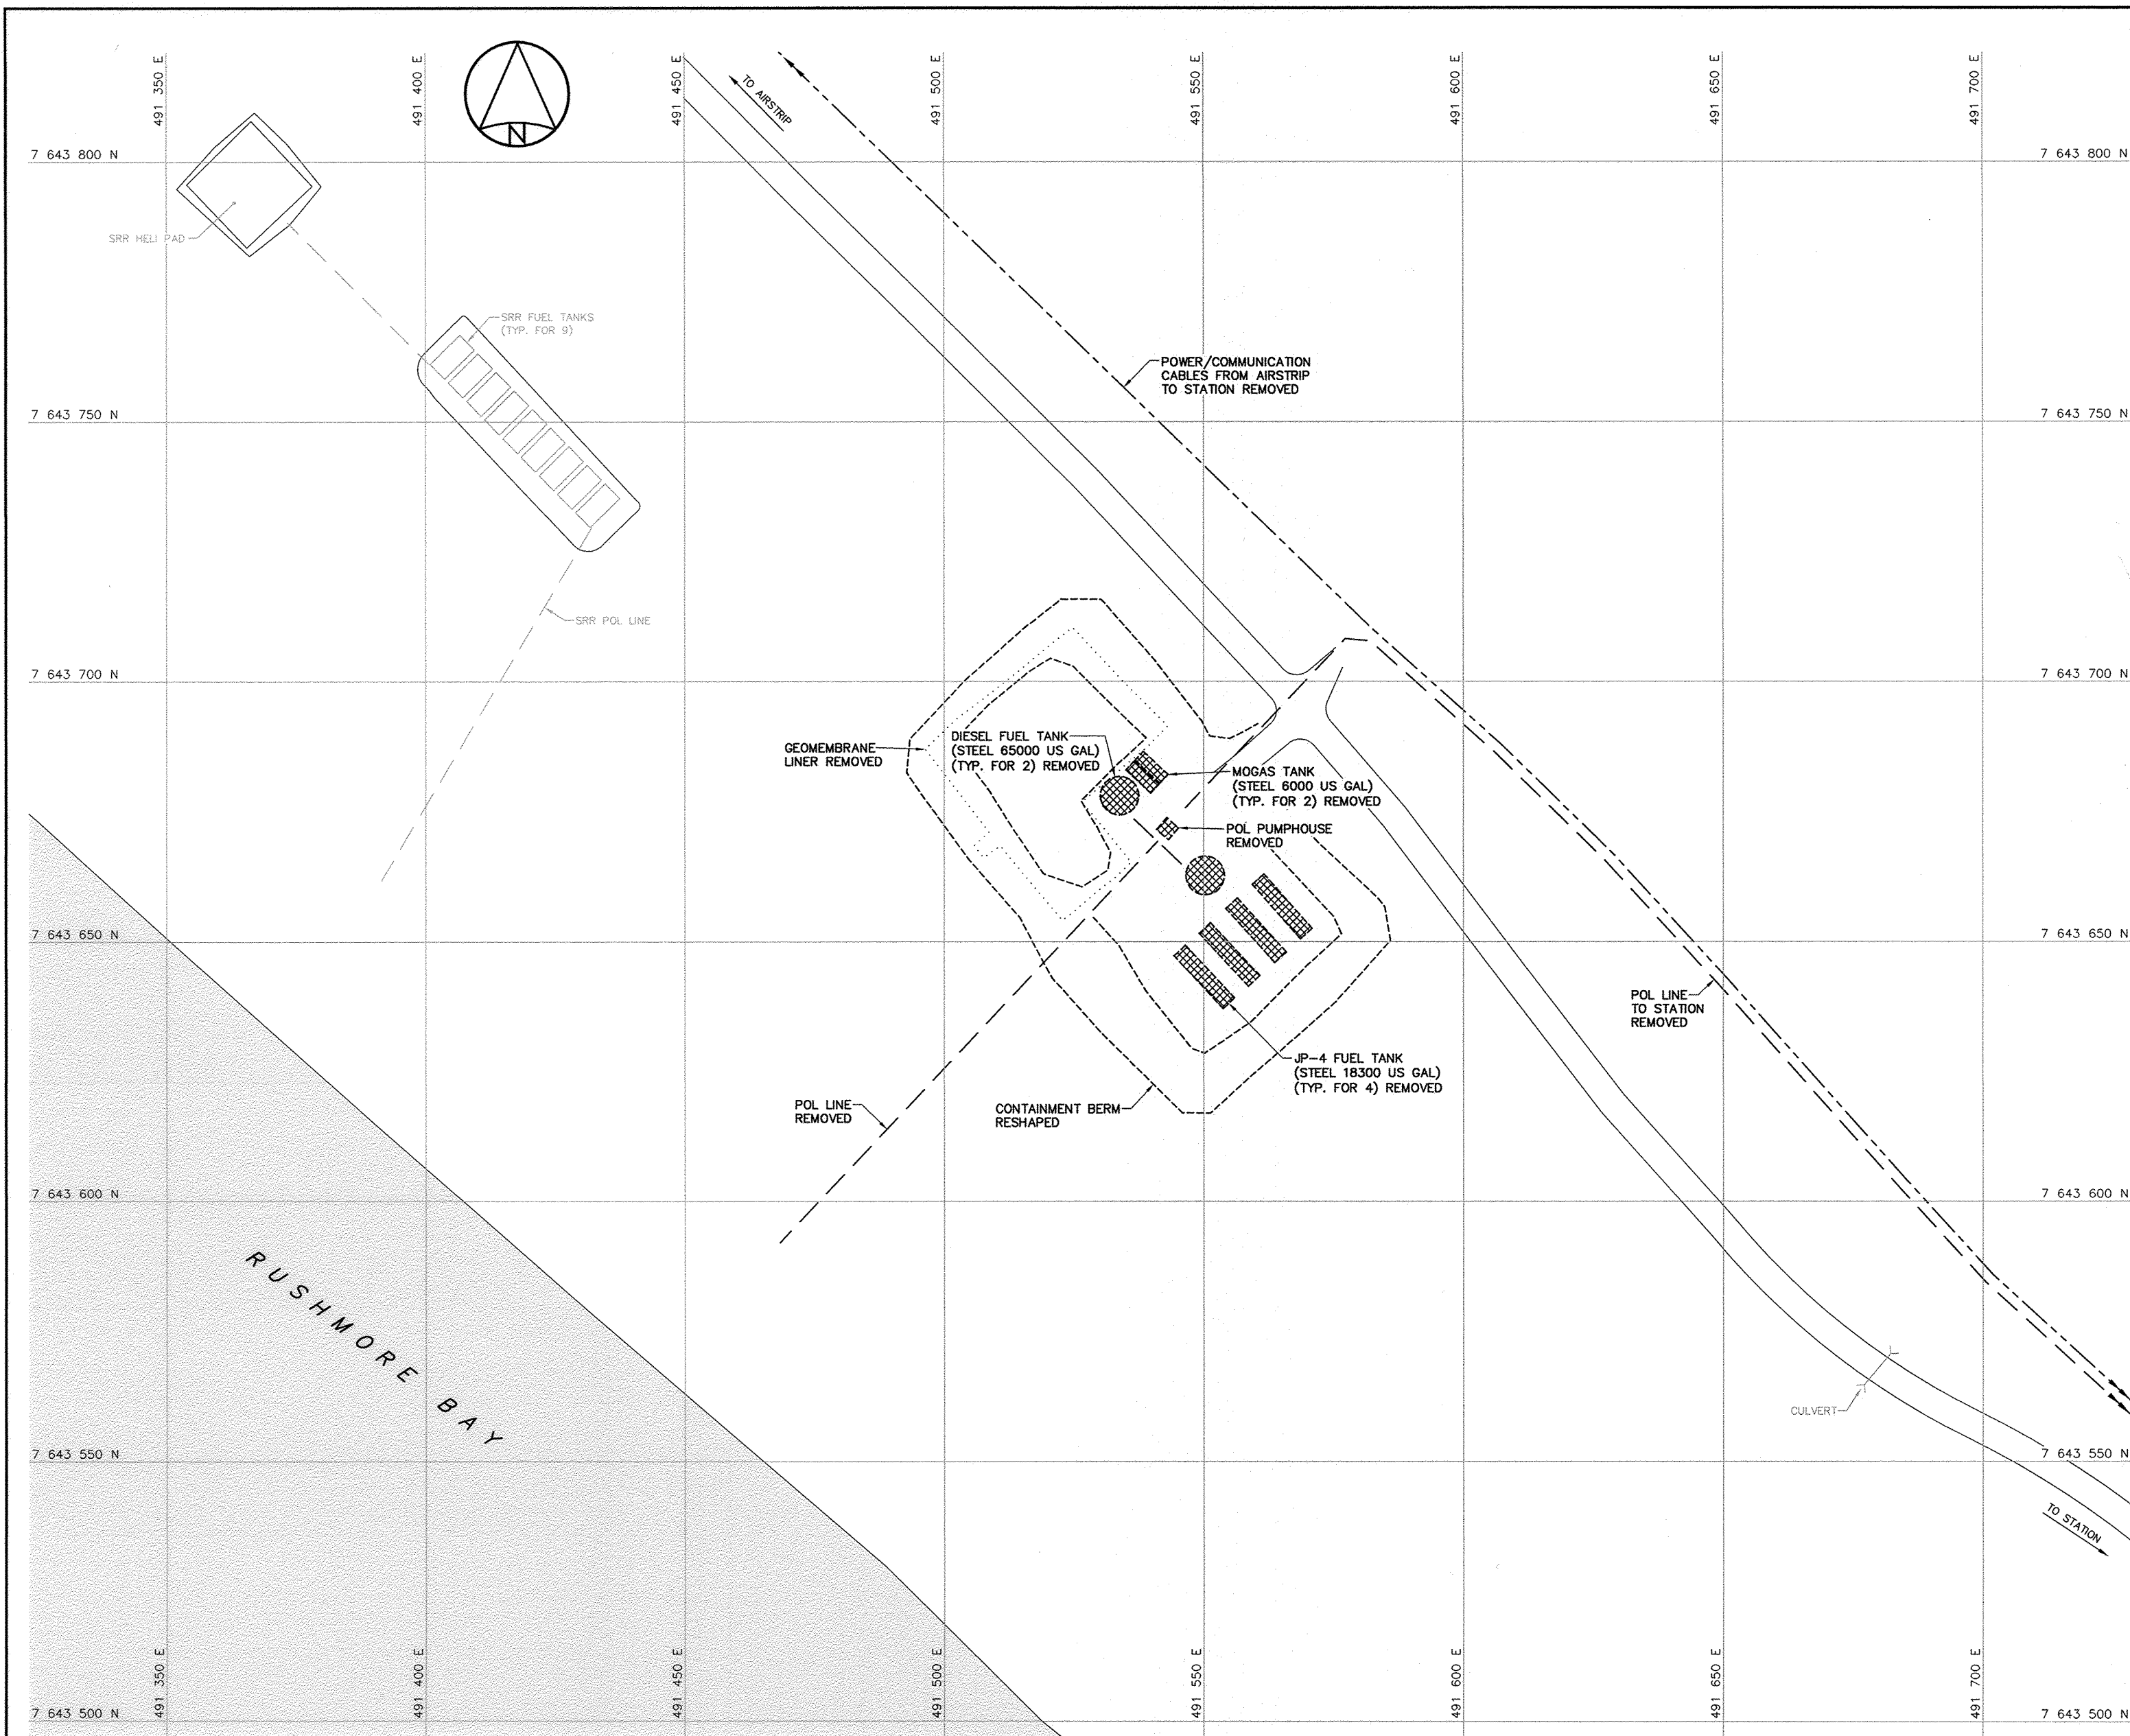 491 350 E
491 400 E
491 450 E
491 500 E
491 550 E
491 600 E
491 650 E
491 700 E
N
TO AIRSTRIP
7 643 800 N
7 643 800 N
SRR HELI PAD
SRR FUEL TANKS
(TYP. FOR 9)
POWER/COMMUNICATION
CABLES FROM AIRSTRIP
TO STATION REMOVED
7 643 750 N
7 643 750 N
SRR POL LINE
7 643 700 N
7 643 700 N
GEOMEMBRANE
LINER REMOVED
DIESEL FUEL TANK
(STEEL 65000 US GAL)
(TYP. FOR 2) REMOVED
MOGAS TANK
(STEEL 6000 US GAL)
(TYP. FOR 2) REMOVED
POL PUMPHOUSE
REMOVED
7 643 650 N
7 643 650 N
POL LINE
TO STATION
REMOVED
JP-4 FUEL TANK
(STEEL 18300 US GAL)
(TYP. FOR 4) REMOVED
POL LINE
REMOVED
CONTAINMENT BERM
RESHAPED
7 643 600 N
7 643 600 N
RUSHMORE BAY
CULVERT
7 643 550 N
7 643 550 N
TO STATION
491 350 E
491 400 E
491 450 E
491 500 E
491 550 E
491 600 E
491 650 E
491 700 E
7 643 500 N
7 643 500 N